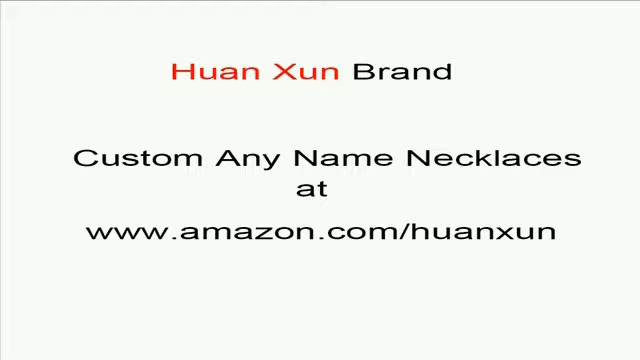 Huan Xun Brand
Custom Any Name Necklaces
at
www.amazon.com/huanxun